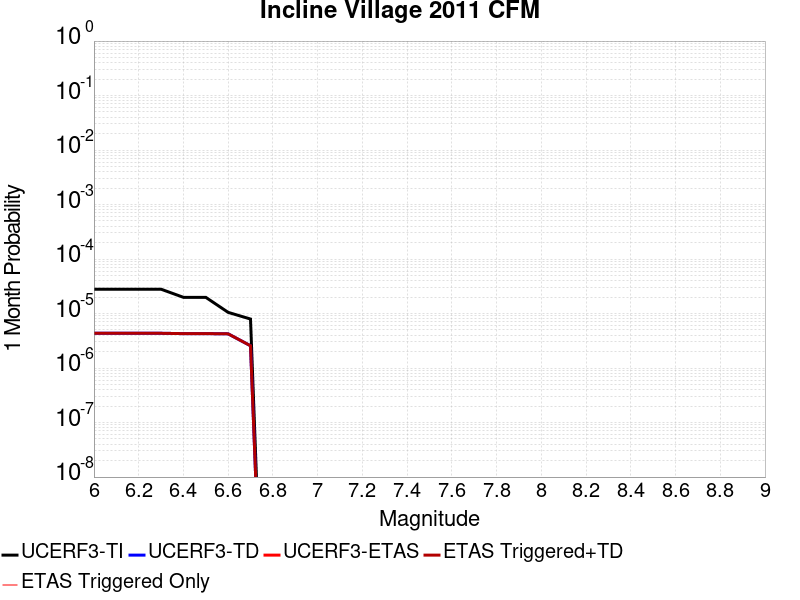 Incline Village 2011 CFM
10^0
10^-1
10^-2
10^-3
10^-4
10^-5
10^-6
10^-7
10^-8
1 Month Probability
6 6.2 6.4 6.6 6.8 7 7.2 7.4 7.6 7.8 8 8.2 8.4 8.6 8.8 9
Magnitude
UCERF3-TI UCERF3-TD UCERF3-ETAS ETAS Triggered+TD
ETAS Triggered Only